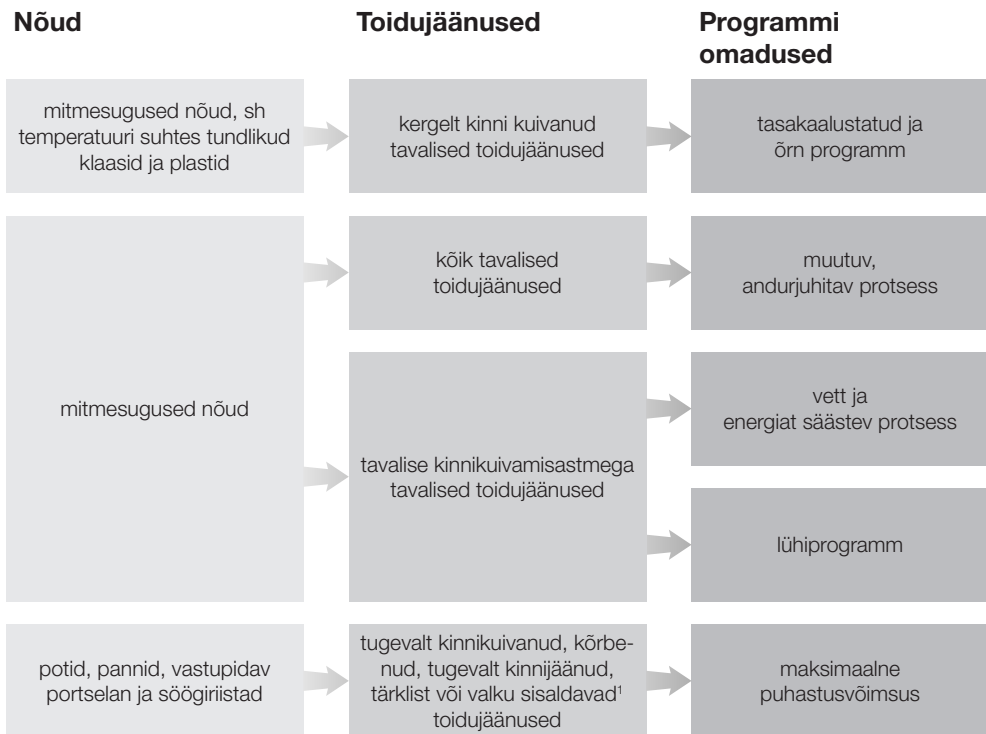 Nõud
Toidujäänused
Programmi
omadused
mitmesugused nõud, sh
temperatuuri suhtes tundlikud
klaasid ja plastid
kergelt kinni kuivanud
tavalised toidujäänused
tasakaalustatud ja
õrn programm
mitmesugused nõud
kõik tavalised
toidujäänused
muutuv,
andurjuhitav protsess
tavalise kinnikuivamisastmega
tavalised toidujäänused
vett ja
energiat säästev protsess
lühiprogramm
potid, pannid, vastupidav
portselan ja söögiriistad
tugevalt kinnikuivanud, kõrbe-
nud, tugevalt kinnijäänud,
tärklist või valku sisaldavad¹
toidujäänused
maksimaalne
puhastusvõimsus